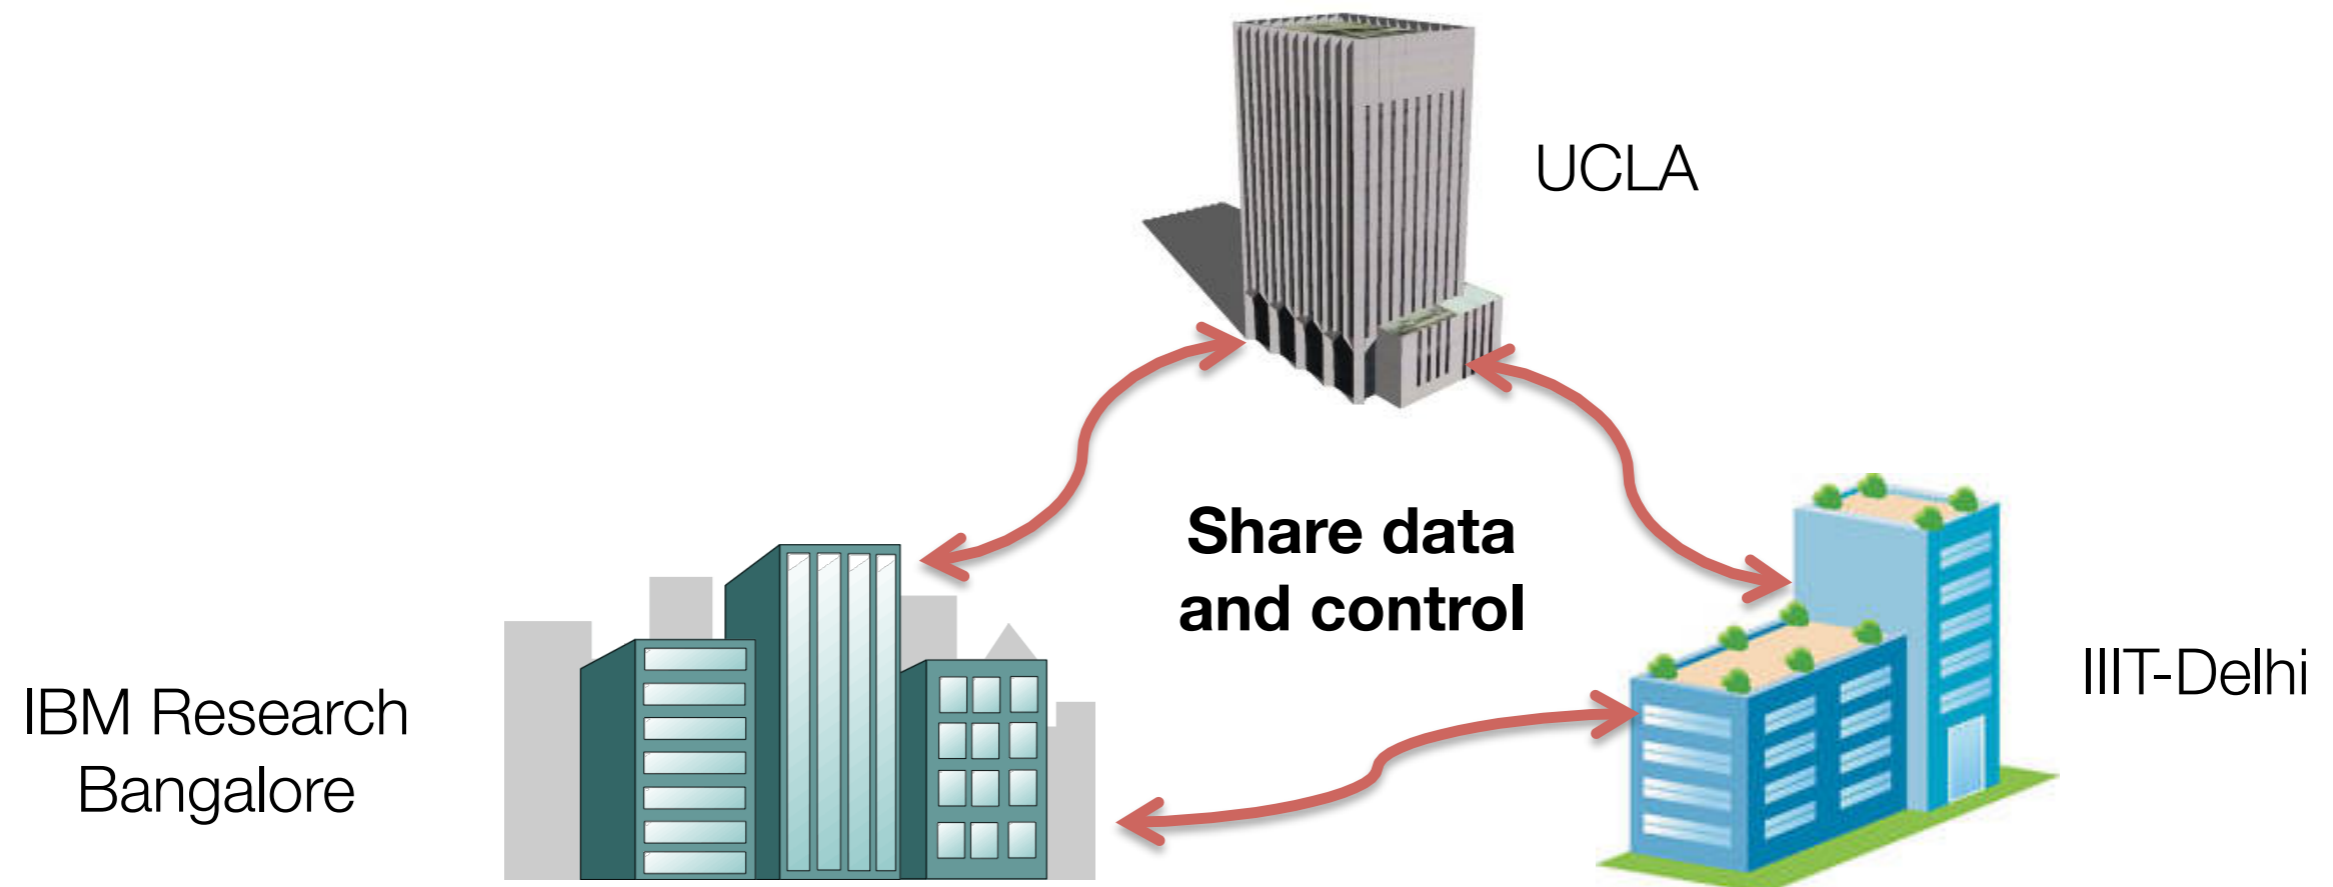 UCLA
Share data
and control
IIIT-Delhi
IBM Research
Bangalore